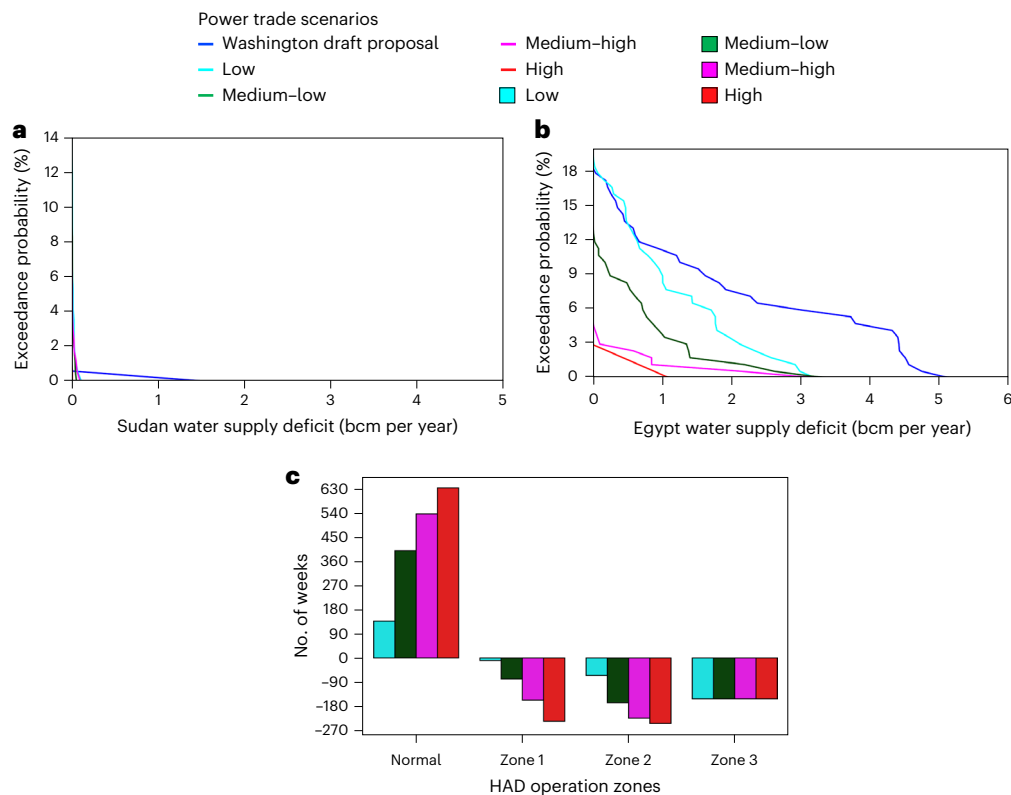 Power trade scenarios
Washington draft proposal
Low
Medium–low
Medium–high
High
Low
Medium–low
Medium–high
High
a
Exceedance probability (%)
14
12
10
8
6
4
2
0
0 1 2 3 4 5
Sudan water supply deficit (bcm per year)
b
Exceedance probability (%)
18
15
12
9
6
3
0
0 1 2 3 4 5 6
Egypt water supply deficit (bcm per year)
c
No. of weeks
630
540
450
360
270
180
90
0
–90
–180
–270
Normal Zone 1 Zone 2 Zone 3
HAD operation zones